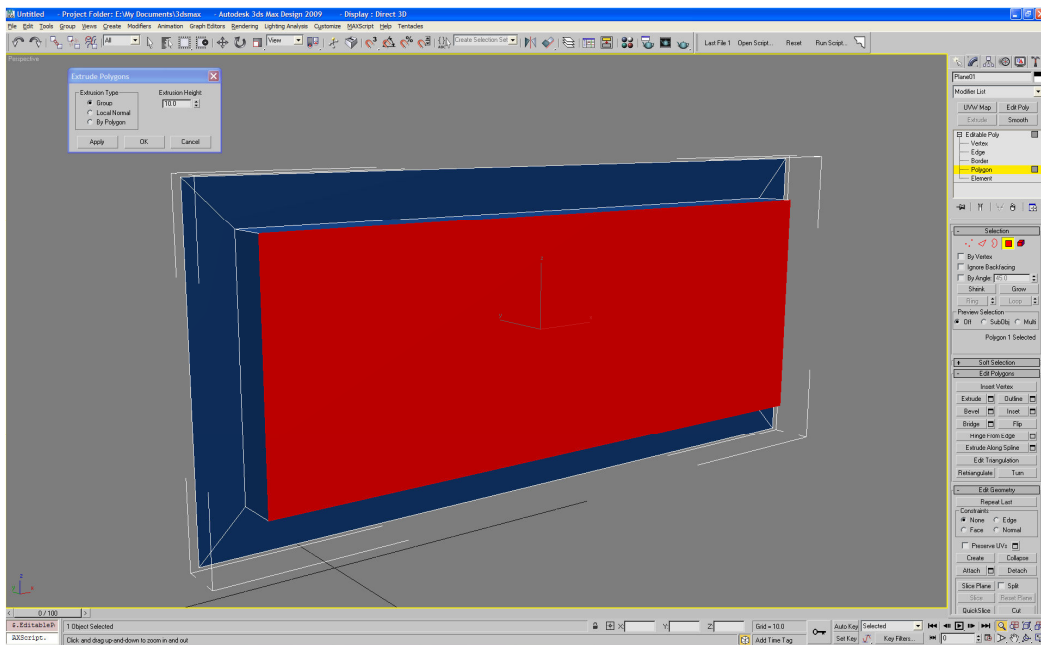 Untitled - Project Folder: E:\My Documents\3dsmax - Autodesk 3ds Max Design 2009 - Display : Direct 3D
File Edit Tools Group Views Create Modifiers Animation Graph Editors Rendering Lighting Analysis Customize MAXScript Help Tentacles
All View Create Selection Set Last File 1 Open Script... Reset Run Script...
Perspective
Extrude Polygons
Extrusion Type Extrusion Height:
Group 10.0
Local Normal
By Polygon
Apply OK Cancel
Plane01
Modifier List
UVW Map Edit Poly
Extrude Smooth
Editable Poly
Vertex
Edge
Border
Polygon
Element
Selection
By Vertex
Ignore Backfacing
By Angle: 45.0
Shrink Grow
Ring Loop
Preview Selection
Off SubObj Multi
Polygon 1 Selected
Soft Selection
Edit Polygons
Insert Vertex
Extrude Outline
Bevel Inset
Bridge Flip
Hinge From Edge
Extrude Along Spline
Edit Triangulation
Retriangulate Turn
Edit Geometry
Repeat Last
Constraints
None Edge
Face Normal
Preserve UVs
Create Collapse
Attach Detach
Slice Plane Split
Slice Reset Plane
QuickSlice Cut
z
x
0 / 100
1 Object Selected X: Y: Z: Grid = 10.0 Auto Key Selected
AXScript. Click and drag up-and-down to zoom in and out Add Time Tag Set Key Key Filters... 0